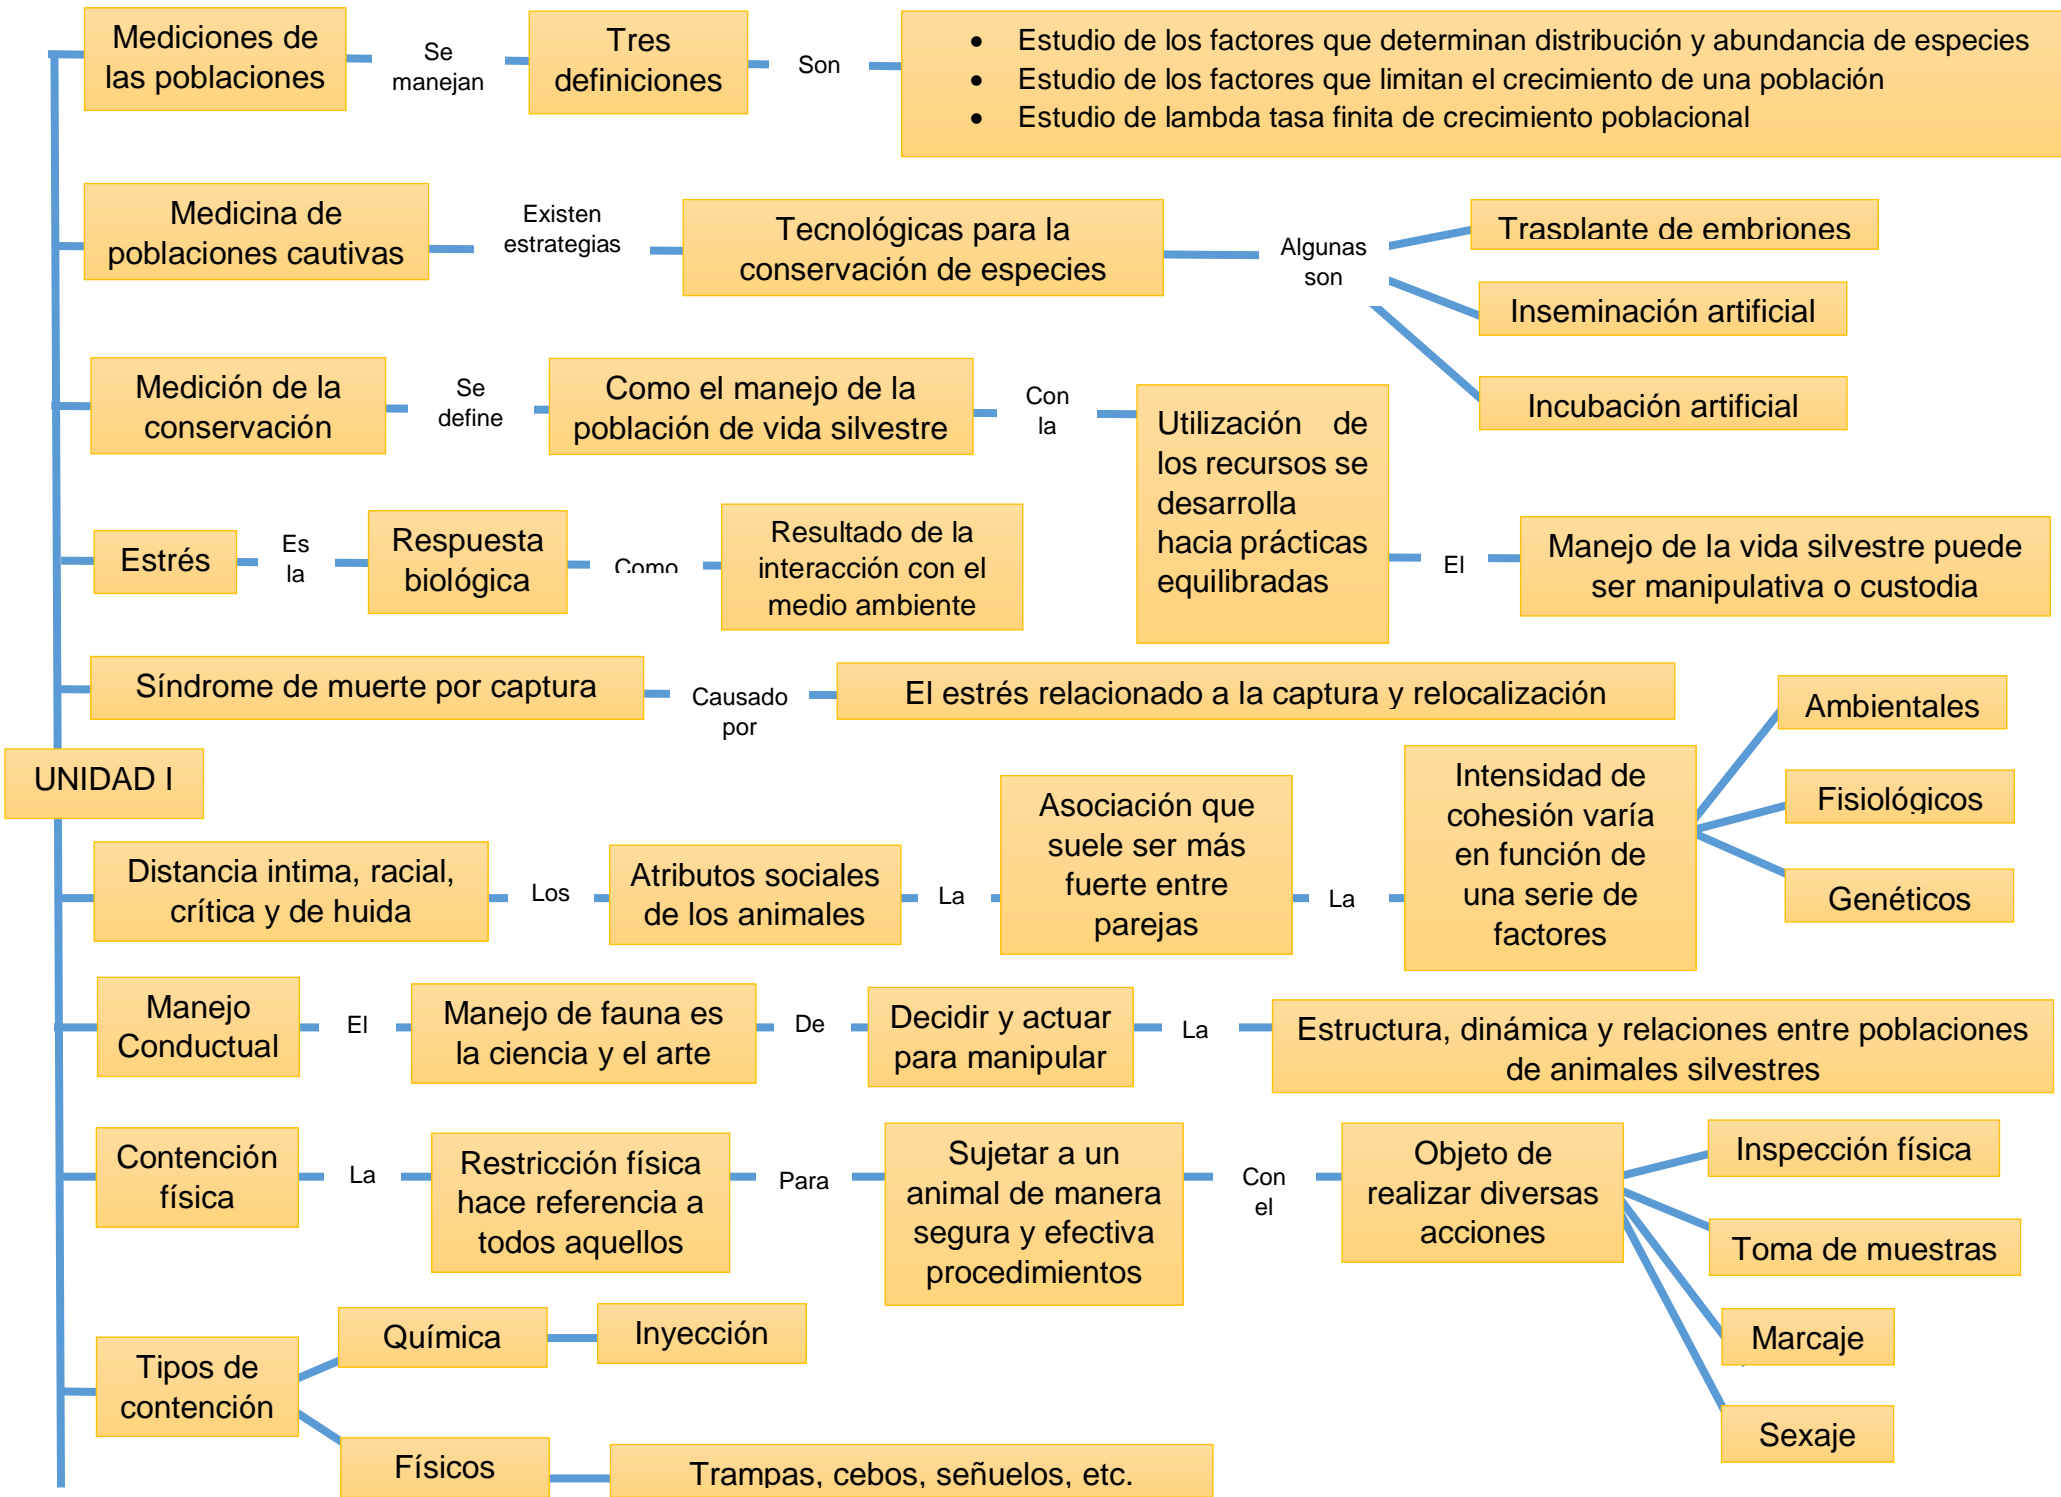 Mediciones de
las poblaciones
Se
manejan
Tres
definiciones
Son
• Estudio de los factores que determinan distribución y abundancia de especies
• Estudio de los factores que limitan el crecimiento de una población
• Estudio de lambda tasa finita de crecimiento poblacional
Medicina de
poblaciones cautivas
Existen
estrategias
Tecnológicas para la
conservación de especies
Algunas
son
Trasplante de embriones
Inseminación artificial
Incubación artificial
Medición de la
conservación
Se
define
Como el manejo de la
población de vida silvestre
Con
la
Utilización de
los recursos se
desarrolla
hacia prácticas
equilibradas
El
Manejo de la vida silvestre puede
ser manipulativa o custodia
Estrés
Es
la
Respuesta
biológica
Como
Resultado de la
interacción con el
medio ambiente
Síndrome de muerte por captura
Causado
por
El estrés relacionado a la captura y relocalización
UNIDAD I
Distancia intima, racial,
crítica y de huida
Los
Atributos sociales
de los animales
La
Asociación que
suele ser más
fuerte entre
parejas
La
Intensidad de
cohesión varía
en función de
una serie de
factores
Ambientales
Fisiológicos
Genéticos
Manejo
Conductual
El
Manejo de fauna es
la ciencia y el arte
De
Decidir y actuar
para manipular
La
Estructura, dinámica y relaciones entre poblaciones
de animales silvestres
Contención
física
La
Restricción física
hace referencia a
todos aquellos
Para
Sujetar a un
animal de manera
segura y efectiva
procedimientos
Con
el
Objeto de
realizar diversas
acciones
Inspección física
Toma de muestras
Marcaje
Sexaje
Tipos de
contención
Química
Inyección
Físicos
Trampas, cebos, señuelos, etc.